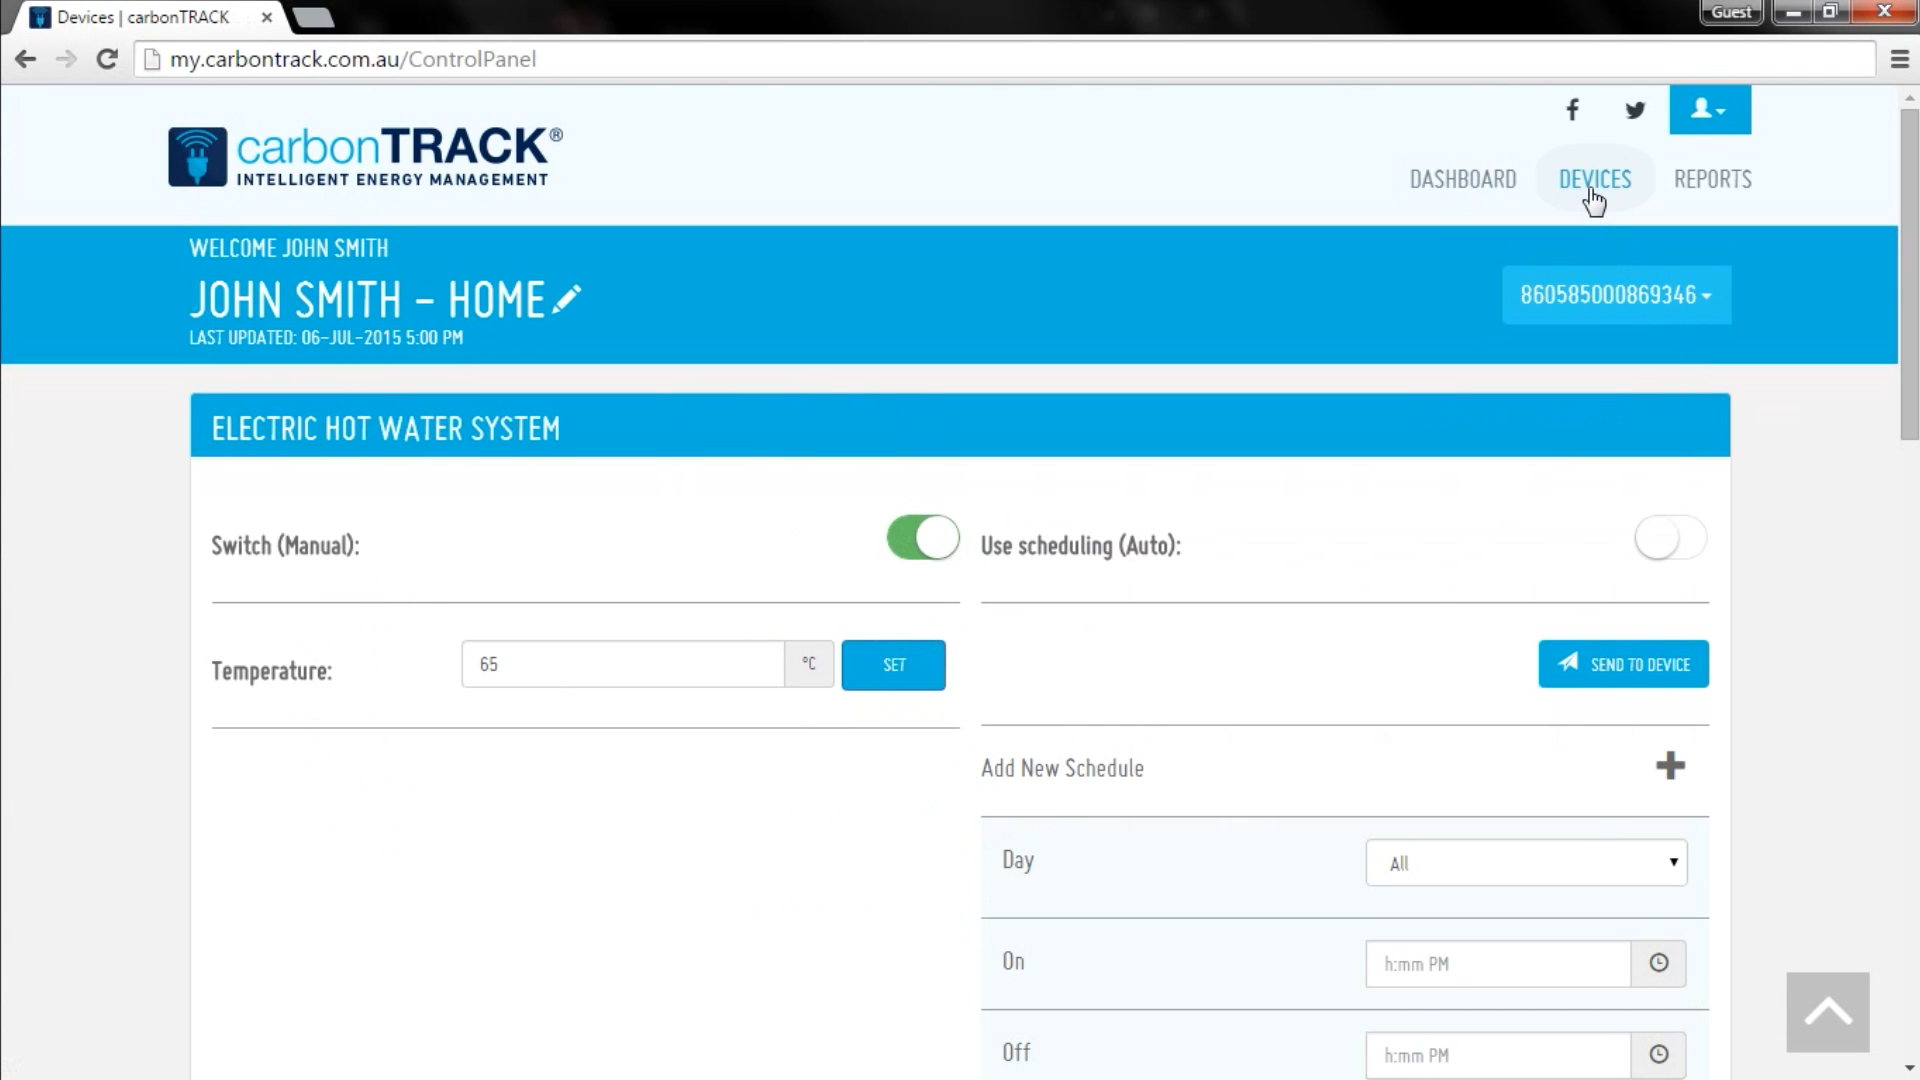 Devices | carbonTRACK
Guest
my.carbontrack.com.au/ControlPanel
carbonTRACK®
INTELLIGENT ENERGY MANAGEMENT
DASHBOARD DEVICES REPORTS
WELCOME JOHN SMITH
JOHN SMITH – HOME
LAST UPDATED: 06-JUL-2015 5:00 PM
860585000869346
ELECTRIC HOT WATER SYSTEM
Switch (Manual):
Use scheduling (Auto):
Temperature: 65 °C SET
SEND TO DEVICE
Add New Schedule
Day All
On h:mm PM
Off h:mm PM